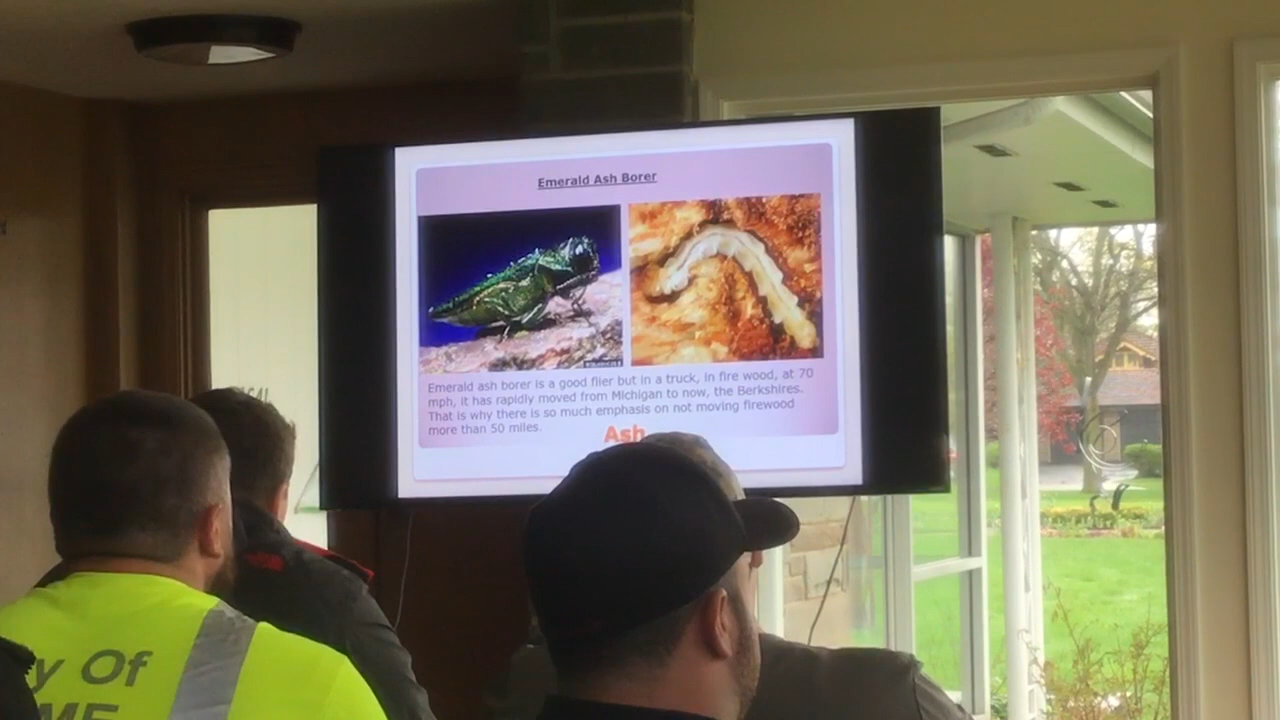 Emerald Ash Borer
Emerald ash borer is a good flier but in a truck, in fire wood, at 70
mph, it has rapidly moved from Michigan to now, the Berkshires.
That is why there is so much emphasis on not moving firewood
more than 50 miles.
Ash
y Of
ME